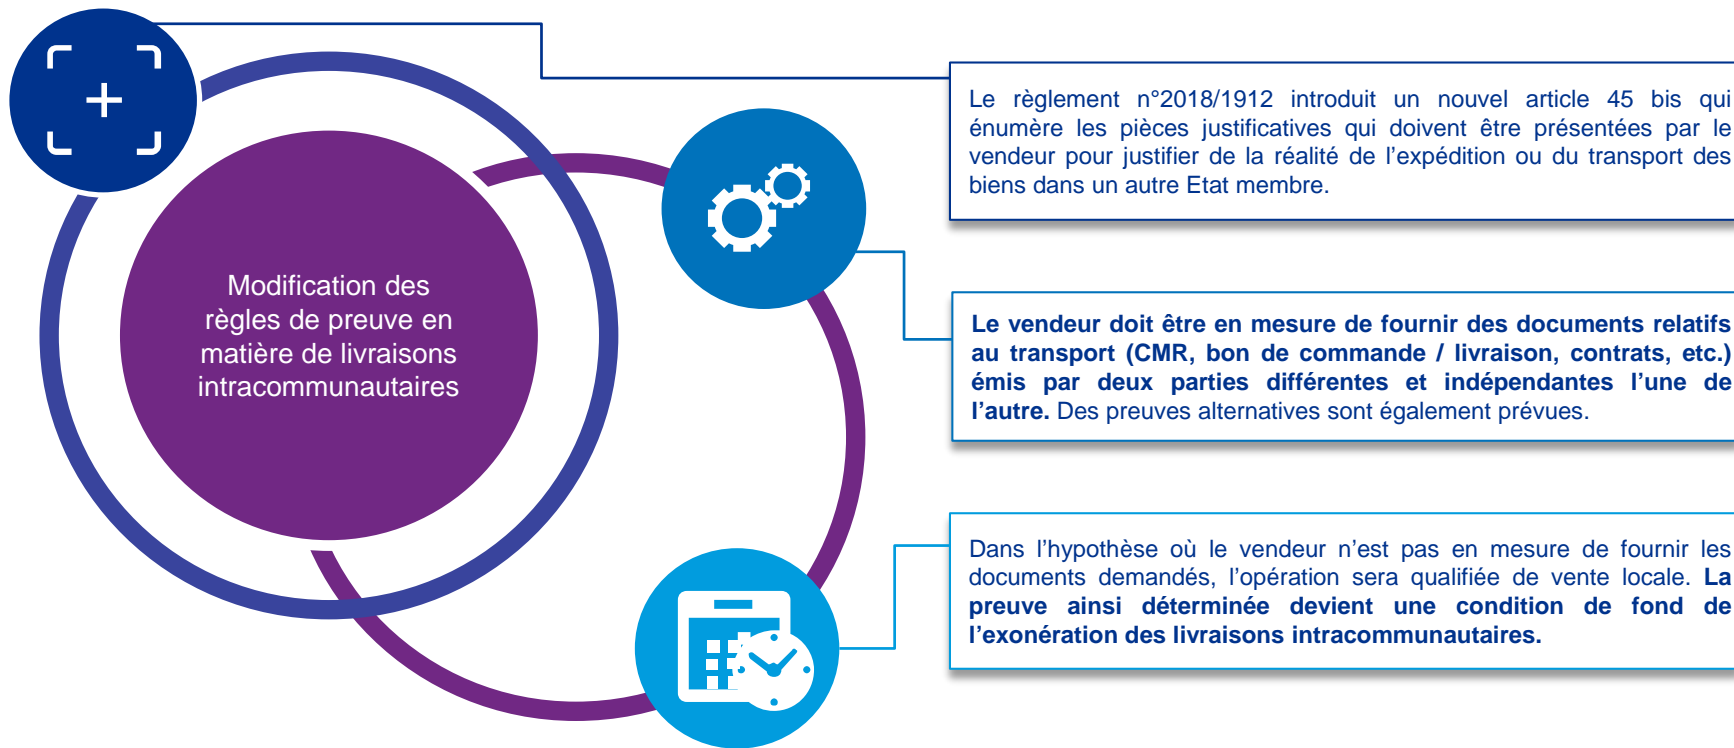 Modification des
règles de preuve en
matière de livraisons
intracommunautaires
Le règlement n°2018/1912 introduit un nouvel article 45 bis qui
énumère les pièces justificatives qui doivent être présentées par le
vendeur pour justifier de la réalité de l’expédition ou du transport des
biens dans un autre Etat membre.
Le vendeur doit être en mesure de fournir des documents relatifs
au transport (CMR, bon de commande / livraison, contrats, etc.)
émis par deux parties différentes et indépendantes l’une de
l’autre. Des preuves alternatives sont également prévues.
Dans l’hypothèse où le vendeur n’est pas en mesure de fournir les
documents demandés, l’opération sera qualifiée de vente locale. La
preuve ainsi déterminée devient une condition de fond de
l’exonération des livraisons intracommunautaires.